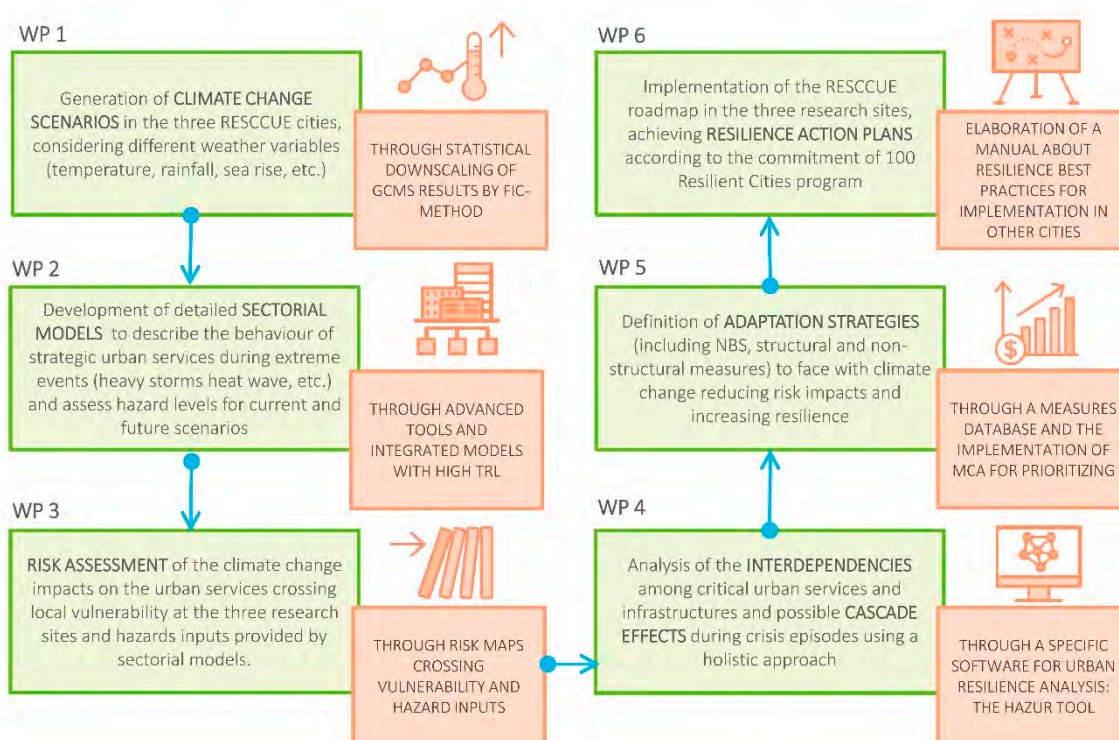 WP 1
Generation of CLIMATE CHANGE
SCENARIOS in the three RESCCUE cities,
considering different weather variables
(temperature, rainfall, sea rise, etc.)
THROUGH STATISTICAL
DOWNSCALING OF
GCMS RESULTS BY FIC-
METHOD
WP 2
Development of detailed SECTORIAL
MODELS to describe the behaviour of
strategic urban services during extreme
events (heavy storms heat wave, etc.)
and assess hazard levels for current and
future scenarios
THROUGH ADVANCED
TOOLS AND
INTEGRATED MODELS
WITH HIGH TRL
WP 3
RISK ASSESSMENT of the climate change
impacts on the urban services crossing
local vulnerability at the three research
sites and hazards inputs provided by
sectorial models.
THROUGH RISK MAPS
CROSSING
VULNERABILITY AND
HAZARD INPUTS
WP 4
Analysis of the INTERDEPENDENCIES
among critical urban services and
infrastructures and possible CASCADE
EFFECTS during crisis episodes using a
holistic approach
THROUGH A SPECIFIC
SOFTWARE FOR URBAN
RESILIENCE ANALYSIS:
THE HAZUR TOOL
WP 5
Definition of ADAPTATION STRATEGIES
(including NBS, structural and non-
structural measures) to face with climate
change reducing risk impacts and
increasing resilience
$
THROUGH A MEASURES
DATABASE AND THE
IMPLEMENTATION OF
MCA FOR PRIORITIZING
WP 6
Implementation of the RESCCUE
roadmap in the three research sites,
achieving RESILIENCE ACTION PLANS
according to the commitment of 100
Resilient Cities program
ELABORATION OF A
MANUAL ABOUT
RESILIENCE BEST
PRACTICES FOR
IMPLEMENTATION IN
OTHER CITIES